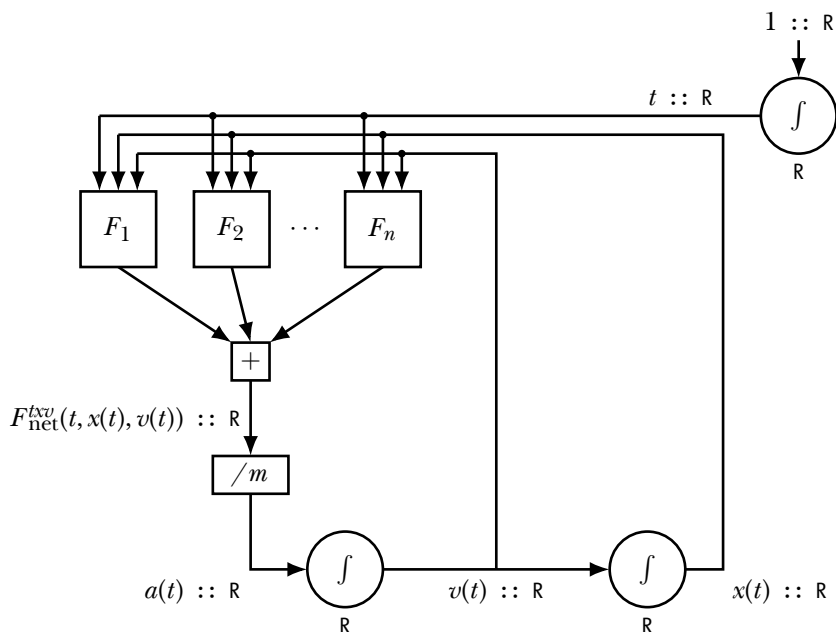 1 :: R
t :: R
∫
R
F₁ F₂ ⋯ Fₙ
+
F_net^{txv}(t, x(t), v(t)) :: R
/m
∫ ∫
a(t) :: R v(t) :: R x(t) :: R
R R